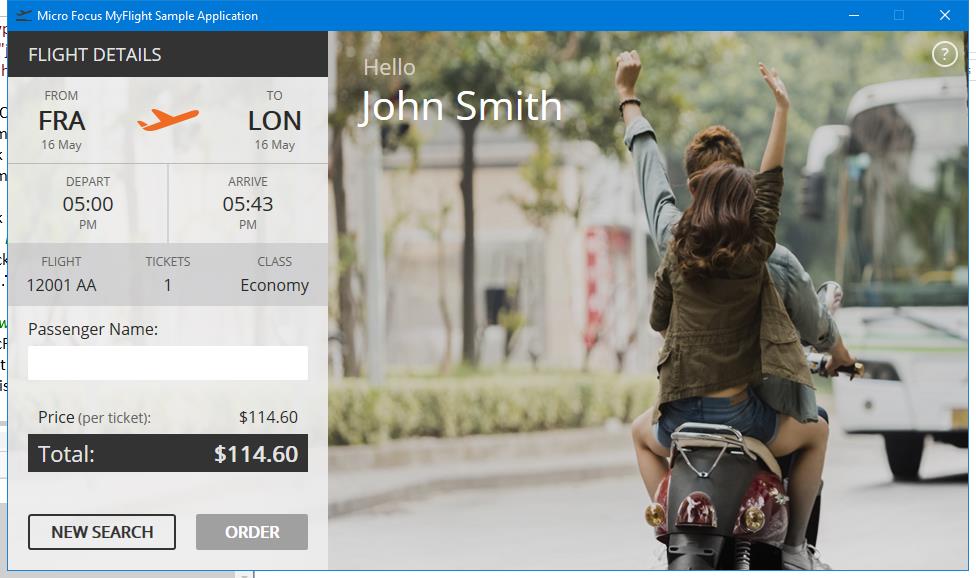 Micro Focus MyFlight Sample Application
FLIGHT DETAILS
FROM
FRA
16 May
TO
LON
16 May
DEPART
05:00
PM
ARRIVE
05:43
PM
FLIGHT
12001 AA
TICKETS
1
CLASS
Economy
Passenger Name:
Price (per ticket): $114.60
Total: $114.60
NEW SEARCH
ORDER
Hello
John Smith
?